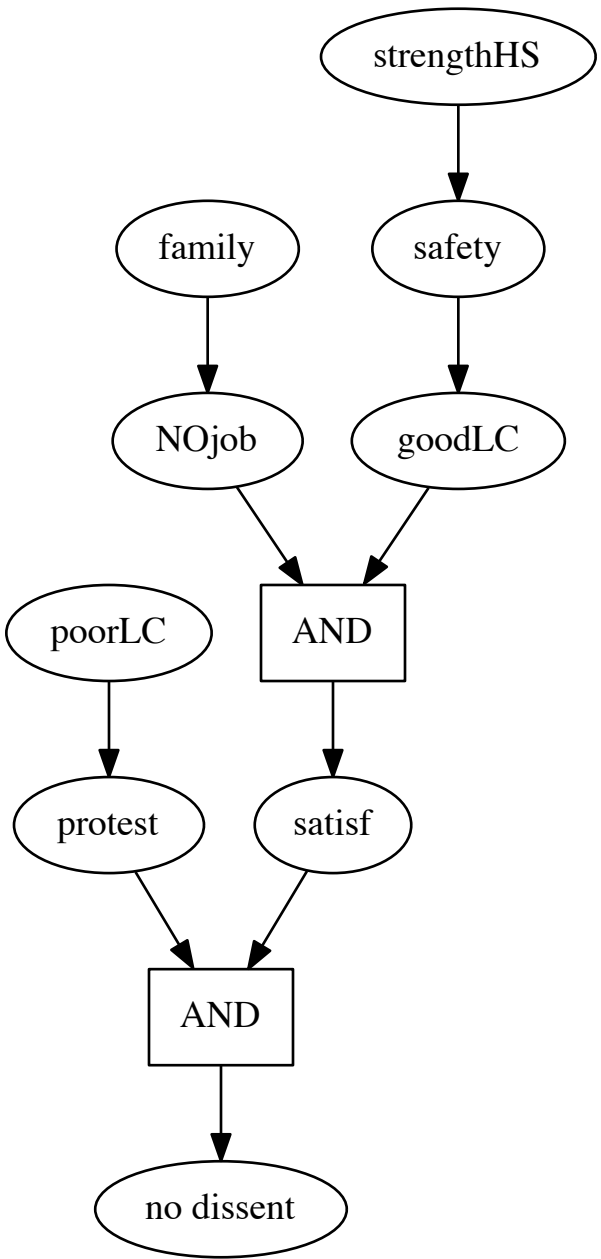 strengthHS
family
safety
NOjob
goodLC
poorLC
AND
protest
satisf
AND
no dissent